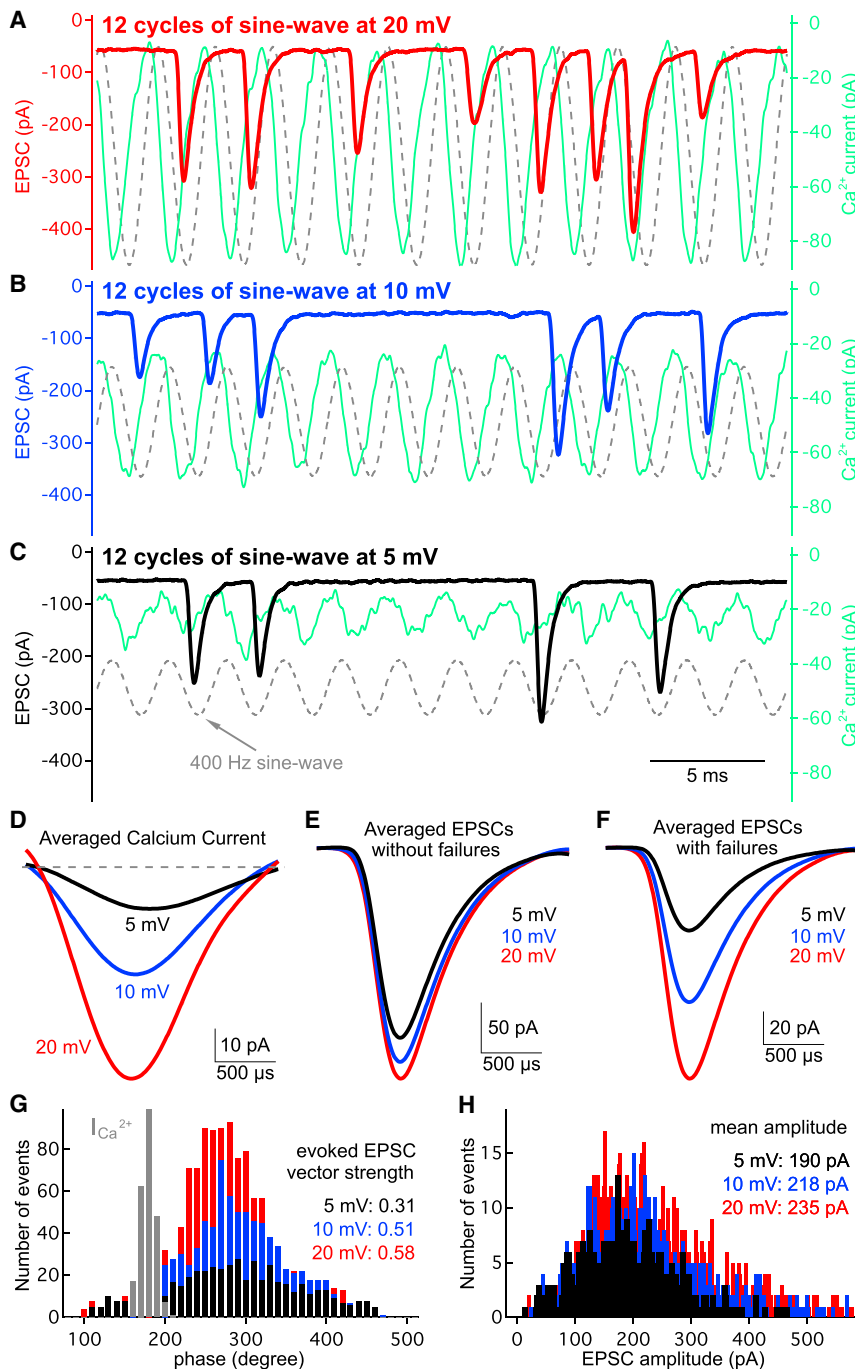 A
12 cycles of sine-wave at 20 mV
0
-100
-200
-300
-400
EPSC (pA)
0
-20
-40
-60
-80
Ca2+ current (pA)
B
12 cycles of sine-wave at 10 mV
0
-100
-200
-300
-400
EPSC (pA)
0
-20
-40
-60
-80
Ca2+ current (pA)
C
12 cycles of sine-wave at 5 mV
0
-100
-200
-300
-400
EPSC (pA)
0
-20
-40
-60
-80
Ca2+ current (pA)
400 Hz sine-wave
5 ms
D
Averaged Calcium Current
5 mV
10 mV
20 mV
10 pA
500 µs
E
Averaged EPSCs
without failures
5 mV
10 mV
20 mV
50 pA
500 µs
F
Averaged EPSCs
with failures
5 mV
10 mV
20 mV
20 pA
500 µs
G
ICa2+
evoked EPSC
vector strength
5 mV: 0.31
10 mV: 0.51
20 mV: 0.58
80
60
40
20
0
Number of events
100
200
300
400
500
phase (degree)
H
mean amplitude
5 mV: 190 pA
10 mV: 218 pA
20 mV: 235 pA
15
10
5
0
Number of events
0
100
200
300
400
500
EPSC amplitude (pA)